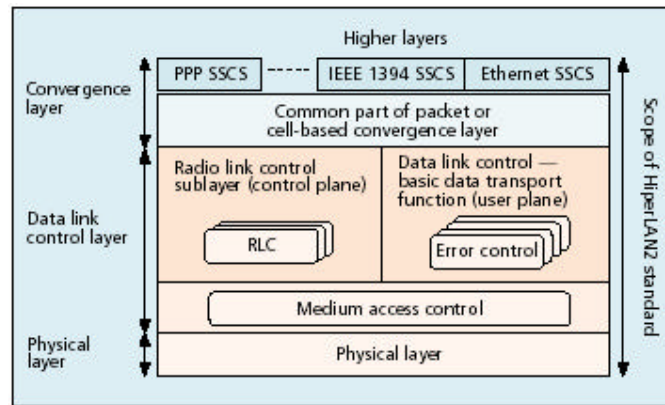 Higher layers
PPP SSCS
IEEE 1394 SSCS
Ethernet SSCS
Convergence
layer
Common part of packet or
cell-based convergence layer
Radio link control
sublayer (control plane)
Data link control —
basic data transport
function (user plane)
Data link
control layer
RLC
Error control
Medium access control
Physical
layer
Physical layer
Scope of HiperLAN2 standard